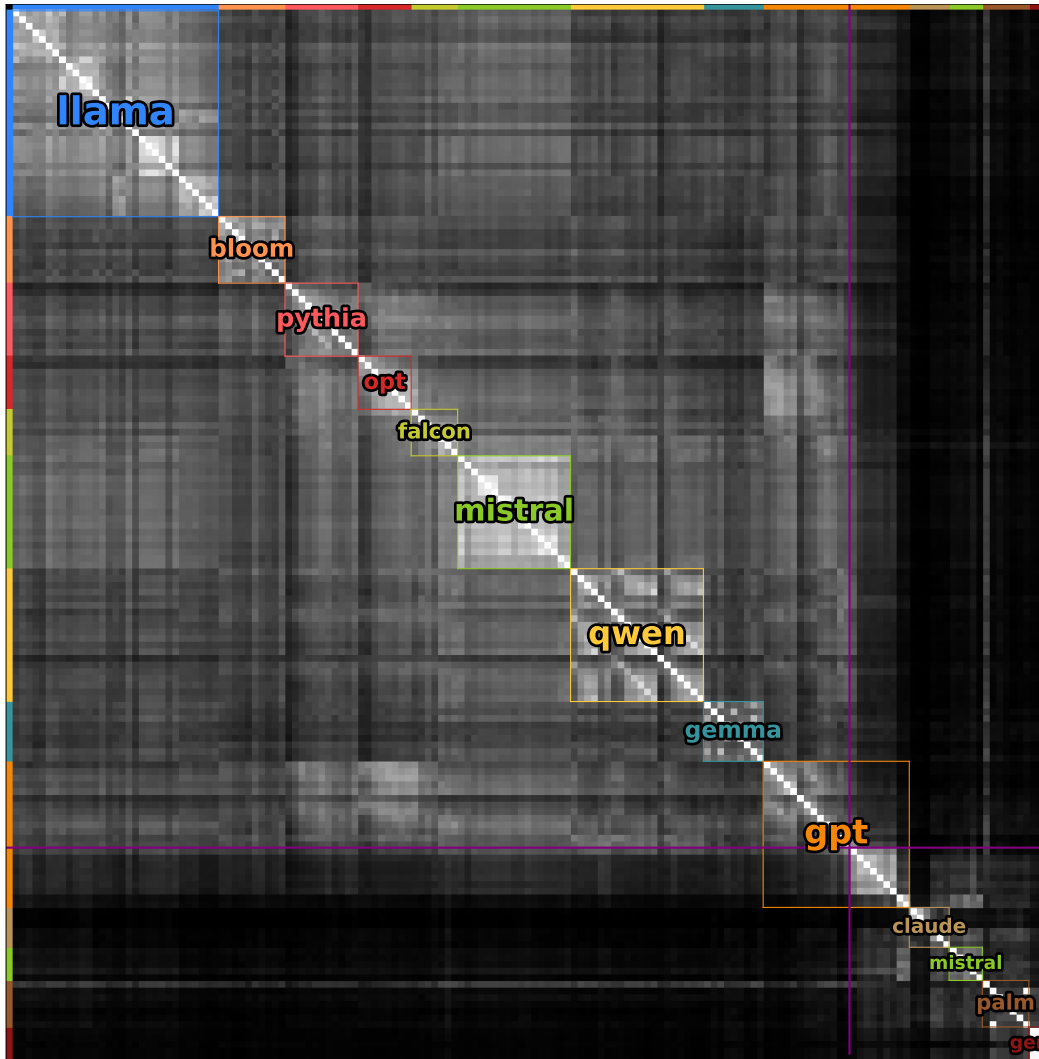 llama
bloom
pythia
opt
falcon
mistral
qwen
gemma
gpt
claude
mistral
palm